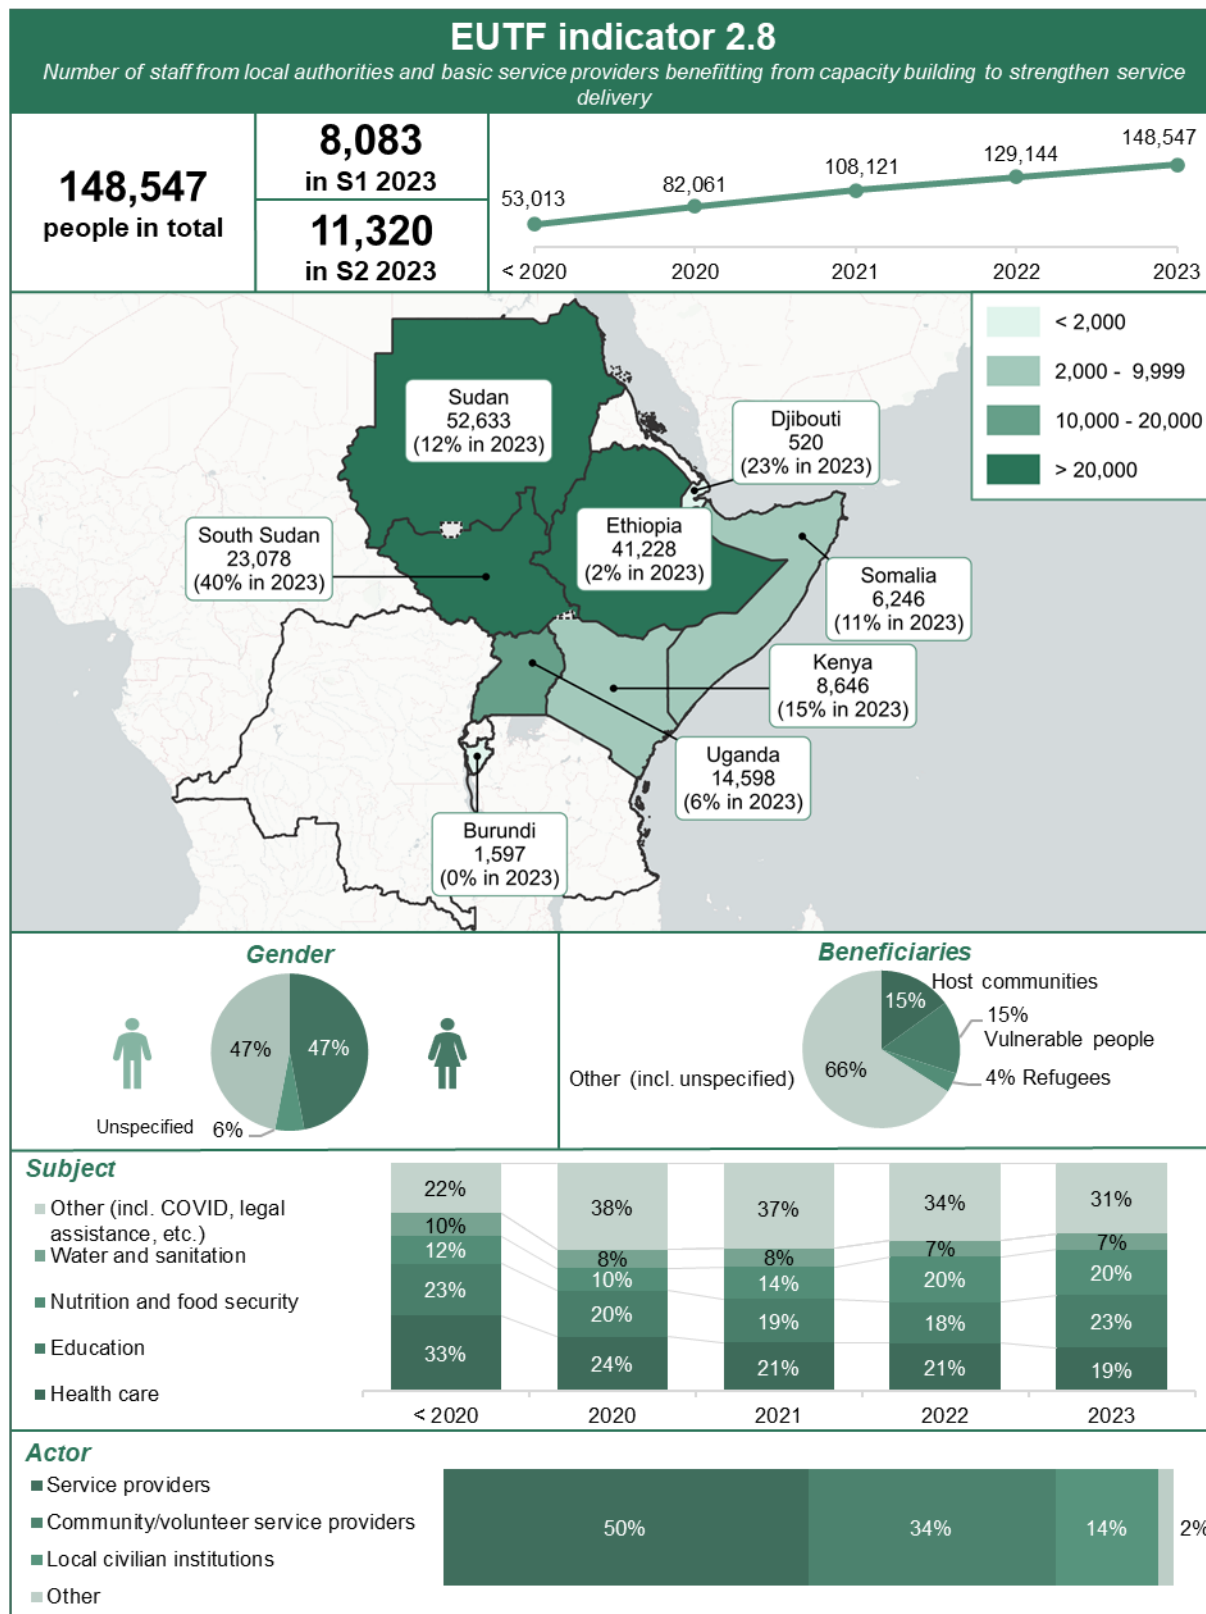 EUTF indicator 2.8
Number of staff from local authorities and basic service providers benefitting from capacity building to strengthen service
delivery
148,547
people in total
8,083
in S1 2023
11,320
in S2 2023
53,013
82,061
108,121
129,144
148,547
< 2020
2020
2021
2022
2023
< 2,000
2,000 - 9,999
10,000 - 20,000
> 20,000
Sudan
52,633
(12% in 2023)
Djibouti
520
(23% in 2023)
South Sudan
23,078
(40% in 2023)
Ethiopia
41,228
(2% in 2023)
Somalia
6,246
(11% in 2023)
Kenya
8,646
(15% in 2023)
Uganda
14,598
(6% in 2023)
Burundi
1,597
(0% in 2023)
Gender
47%
47%
Unspecified 6%
Beneficiaries
15%
Host communities
15%
Vulnerable people
4% Refugees
66%
Other (incl. unspecified)
Subject
Other (incl. COVID, legal
assistance, etc.)
Water and sanitation
Nutrition and food security
Education
Health care
22%
10%
12%
23%
33%
38%
8%
10%
20%
24%
37%
8%
14%
19%
21%
34%
7%
20%
18%
21%
31%
7%
20%
23%
19%
< 2020
2020
2021
2022
2023
Actor
Service providers
Community/volunteer service providers
Local civilian institutions
Other
50%
34%
14%
2%